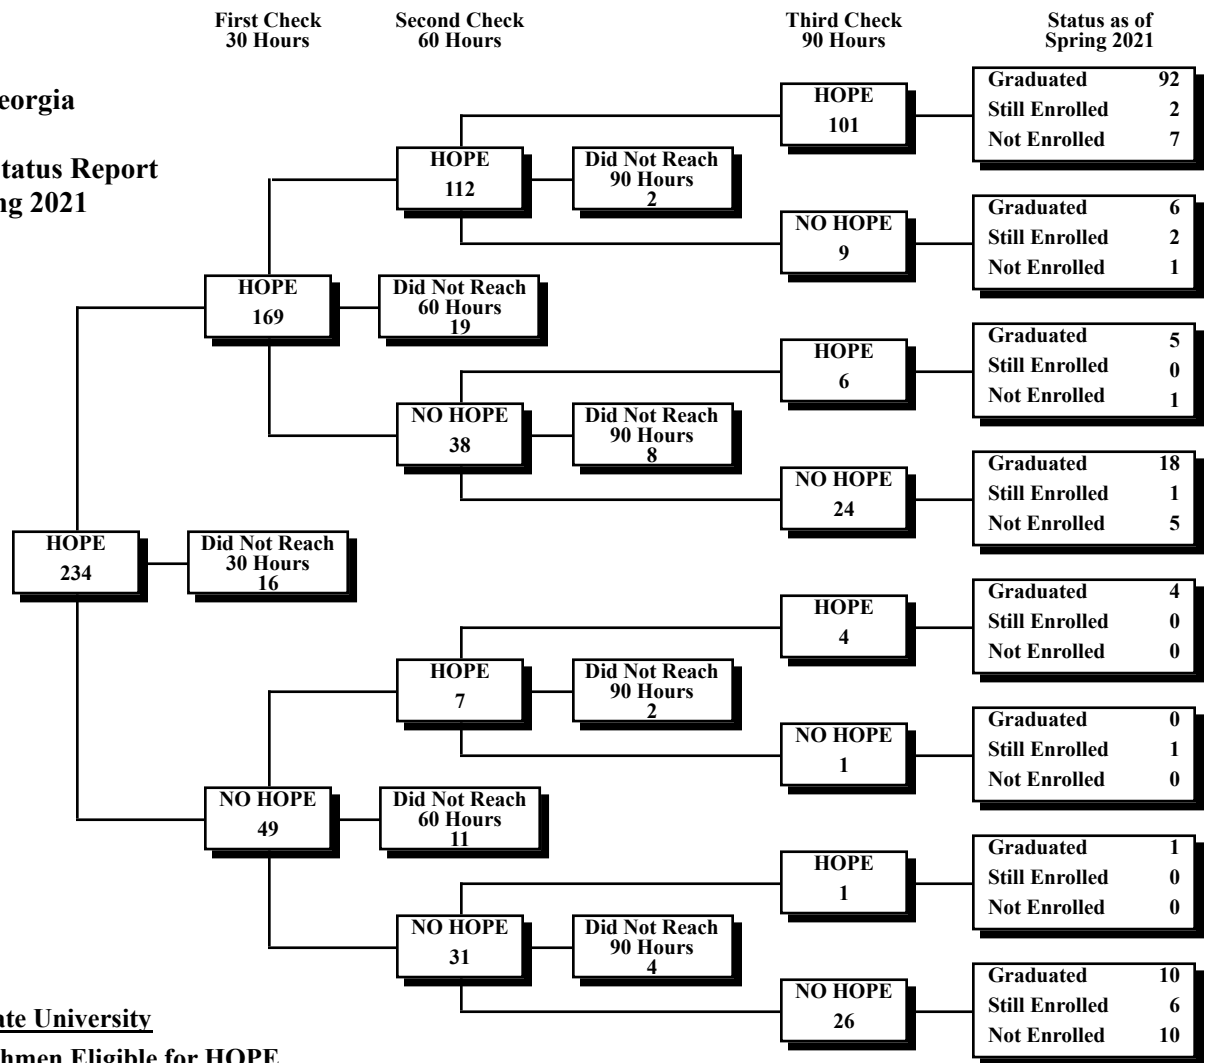 First Check
30 Hours
Second Check
60 Hours
Third Check
90 Hours
Status as of
Spring 2021
Status Report
2021
HOPE
234
Did Not Reach
30 Hours
16
HOPE
169
Did Not Reach
60 Hours
19
NO HOPE
49
Did Not Reach
60 Hours
11
HOPE
112
Did Not Reach
90 Hours
2
NO HOPE
38
Did Not Reach
90 Hours
8
HOPE
7
Did Not Reach
90 Hours
2
NO HOPE
31
Did Not Reach
90 Hours
4
HOPE
101
Graduated 92
Still Enrolled 2
Not Enrolled 7
NO HOPE
9
Graduated 6
Still Enrolled 2
Not Enrolled 1
HOPE
6
Graduated 5
Still Enrolled 0
Not Enrolled 1
NO HOPE
24
Graduated 18
Still Enrolled 1
Not Enrolled 5
HOPE
4
Graduated 4
Still Enrolled 0
Not Enrolled 0
NO HOPE
1
Graduated 0
Still Enrolled 1
Not Enrolled 0
HOPE
1
Graduated 1
Still Enrolled 0
Not Enrolled 0
NO HOPE
26
Graduated 10
Still Enrolled 6
Not Enrolled 10
University
Eligible for HOPE